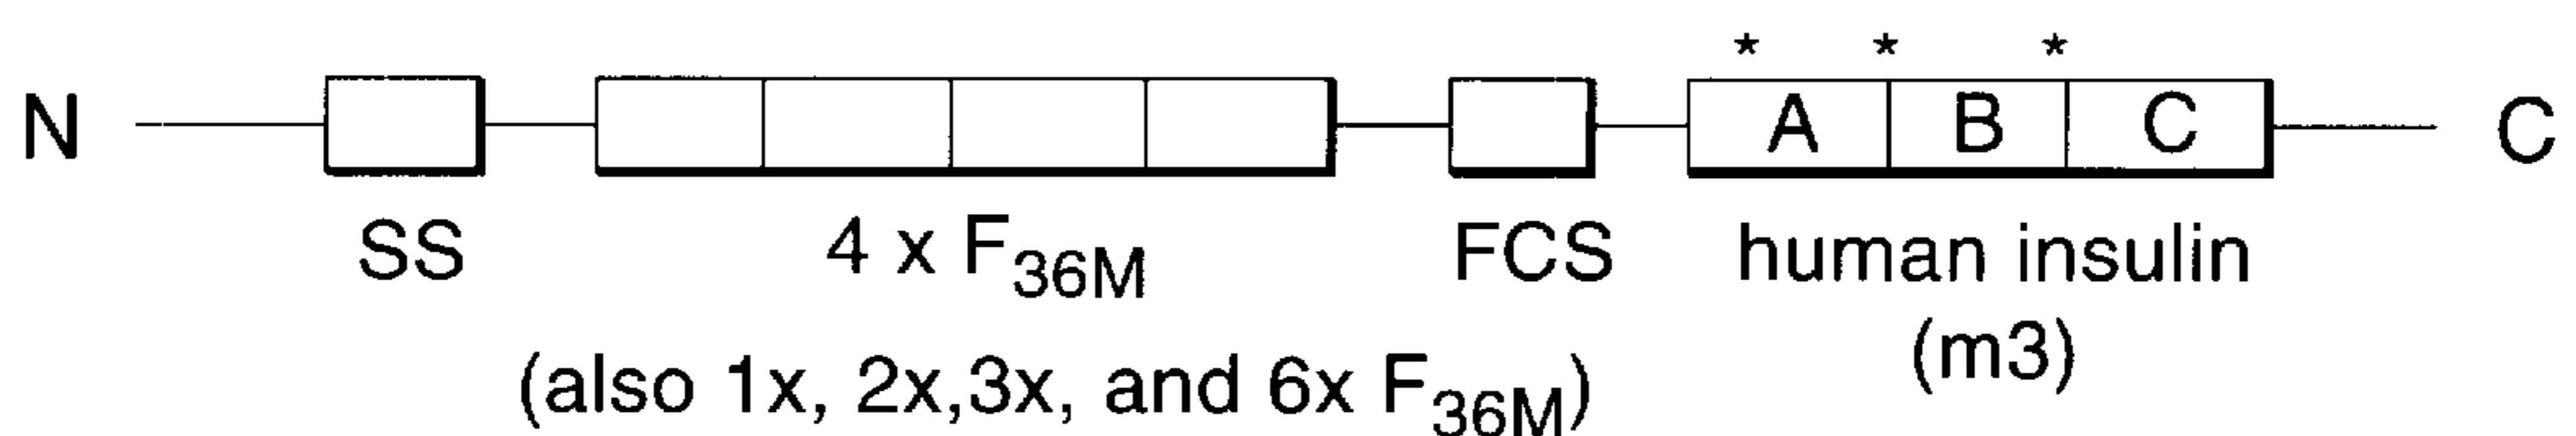 * * *
N A B C C
SS 4 x F36M FCS human insulin
(also 1x, 2x,3x, and 6x F36M) (m3)